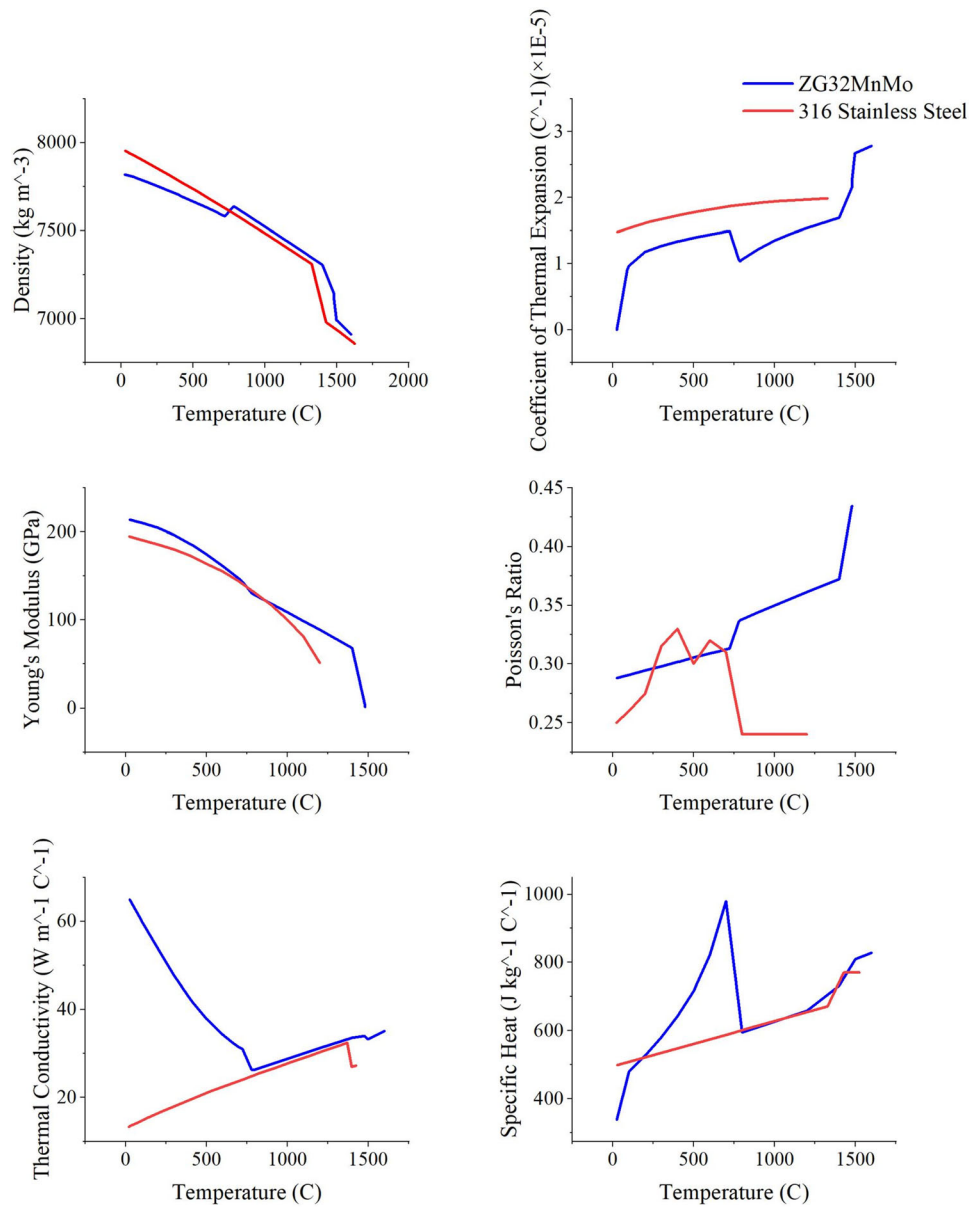 ZG32MnMo
316 Stainless Steel
Density (kg m^-3)
8000
7500
7000
0 500 1000 1500 2000
Temperature (C)
Coefficient of Thermal Expansion (C^-1)(×1E-5)
3
2
1
0
0 500 1000 1500
Temperature (C)
Young's Modulus (GPa)
200
100
0
0 500 1000 1500
Temperature (C)
Poisson's Ratio
0.45
0.40
0.35
0.30
0.25
0 500 1000 1500
Temperature (C)
Thermal Conductivity (W m^-1 C^-1)
60
40
20
0 500 1000 1500
Temperature (C)
Specific Heat (J kg^-1 C^-1)
1000
800
600
400
0 500 1000 1500
Temperature (C)